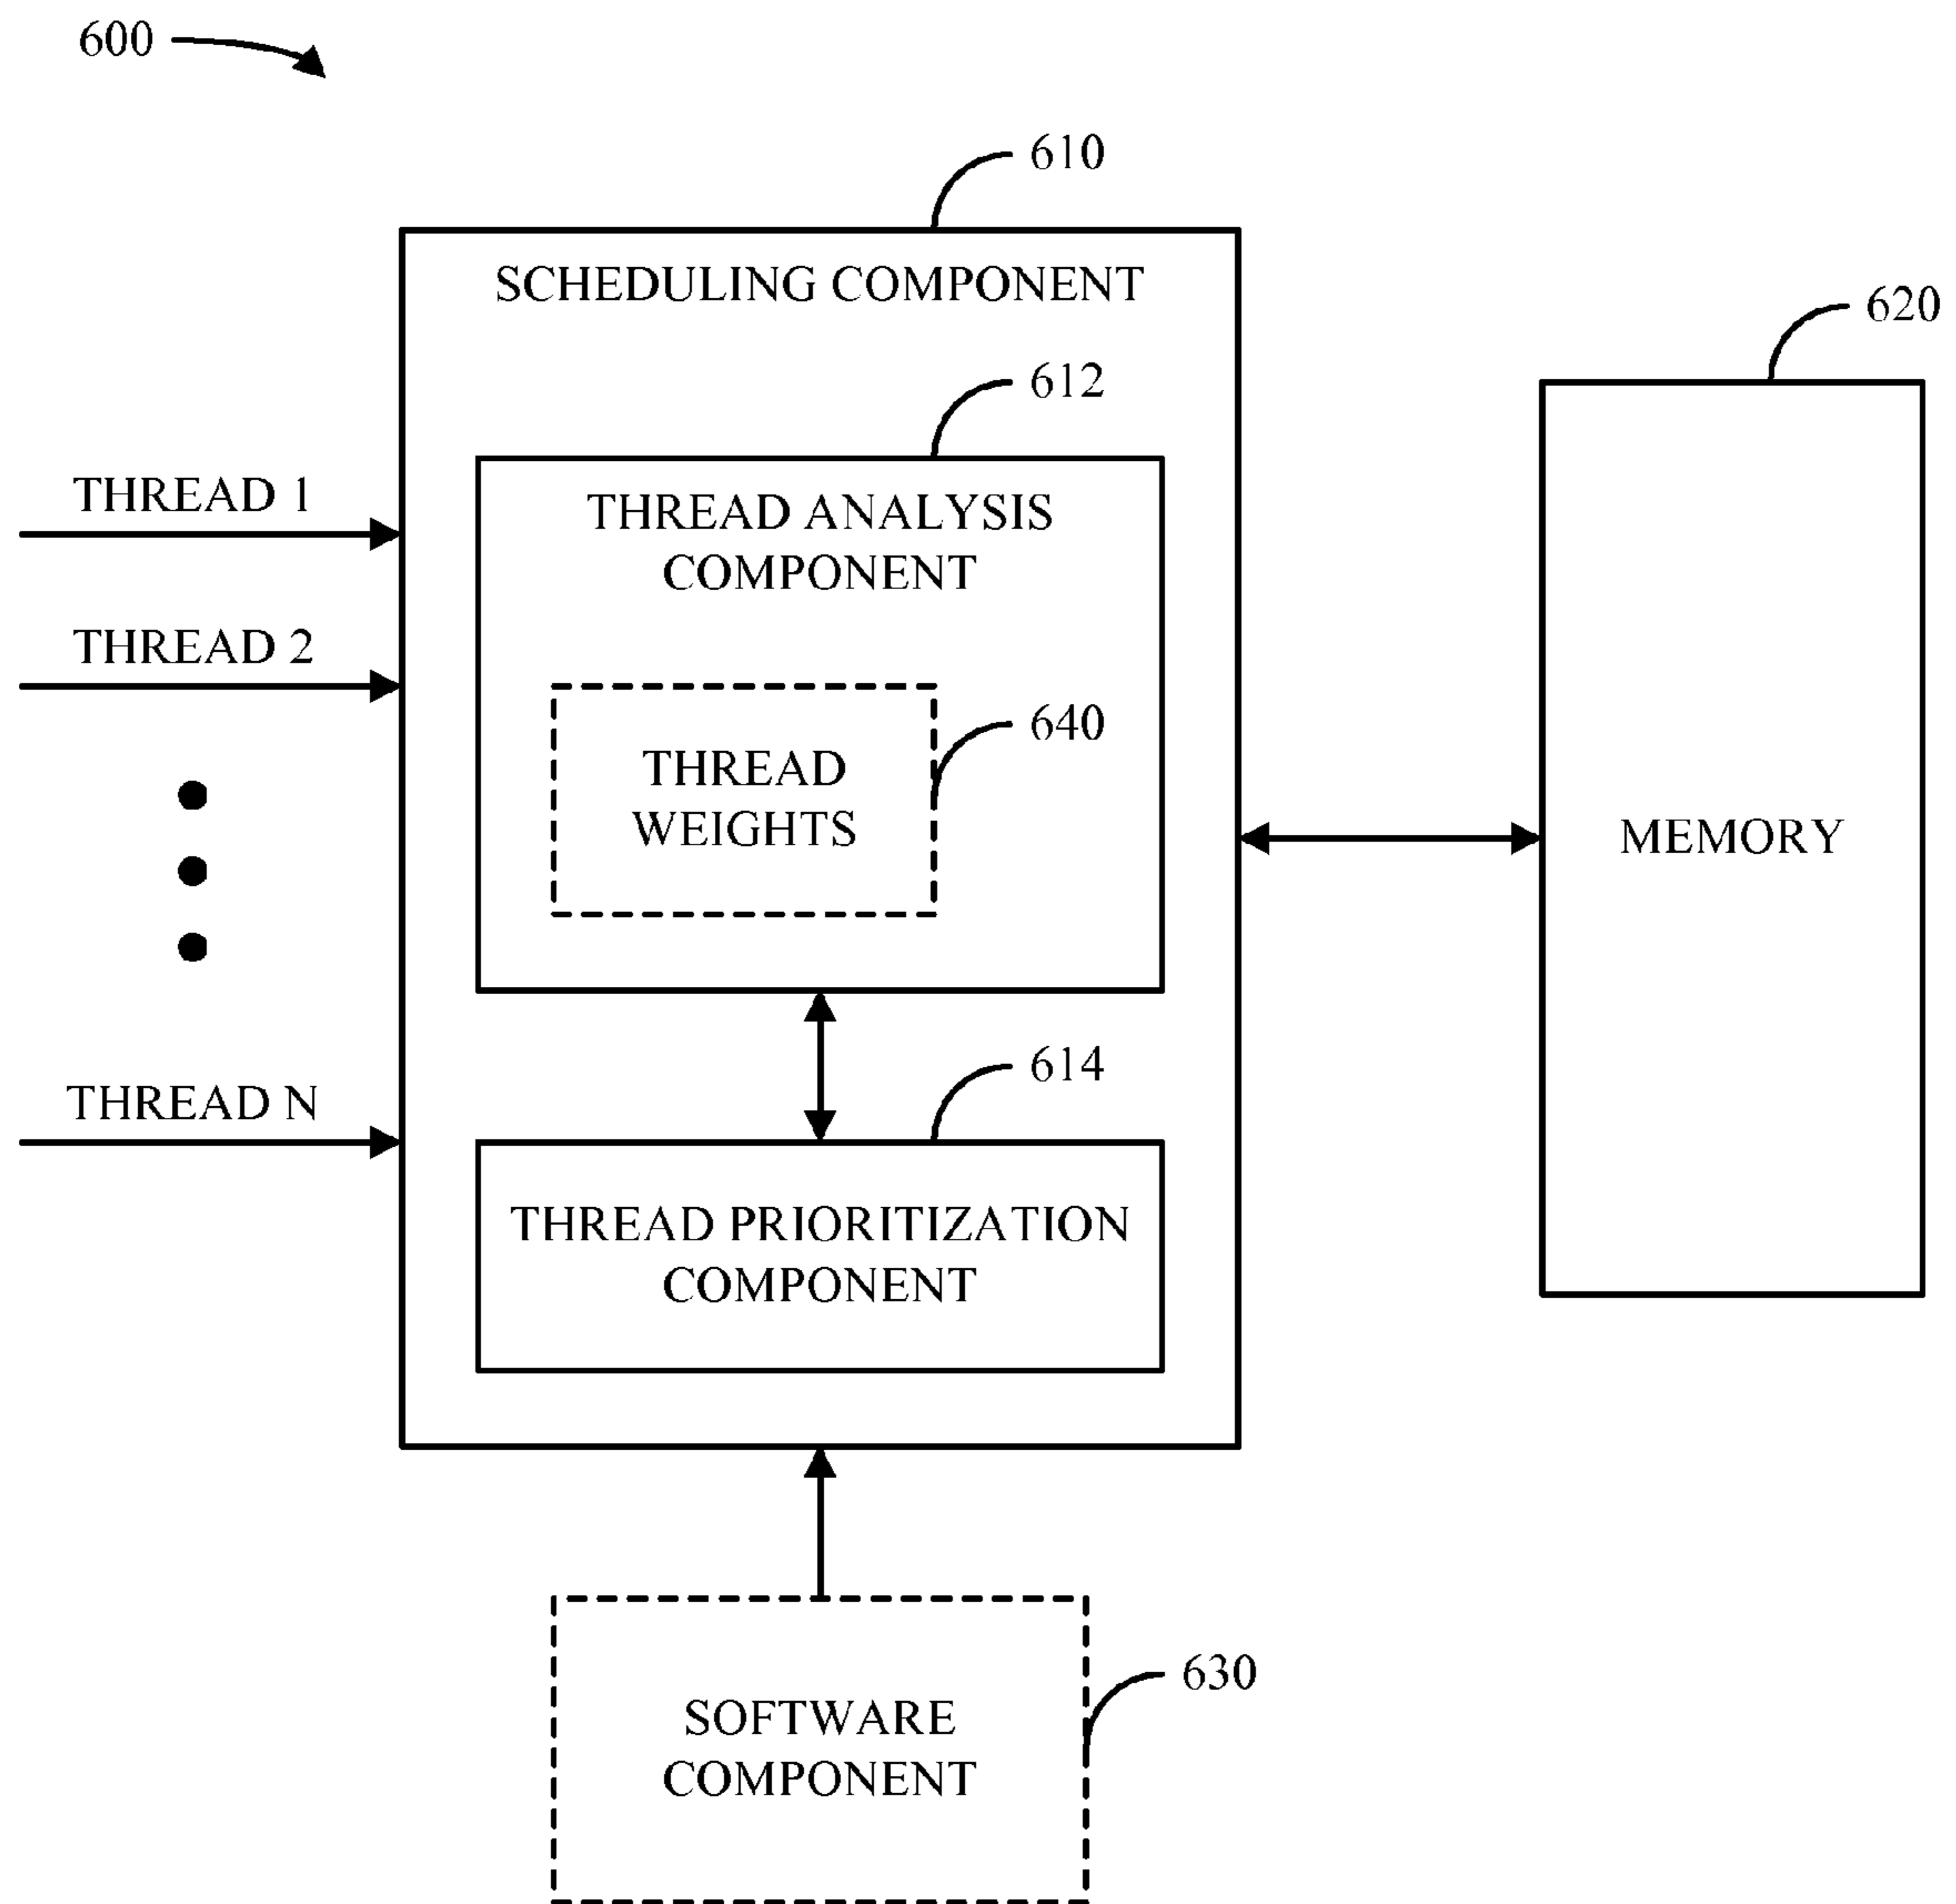 600
610
SCHEDULING COMPONENT
620
612
THREAD 1
THREAD ANALYSIS
COMPONENT
THREAD 2
640
THREAD
WEIGHTS
MEMORY
614
THREAD N
THREAD PRIORITIZATION
COMPONENT
630
SOFTWARE
COMPONENT